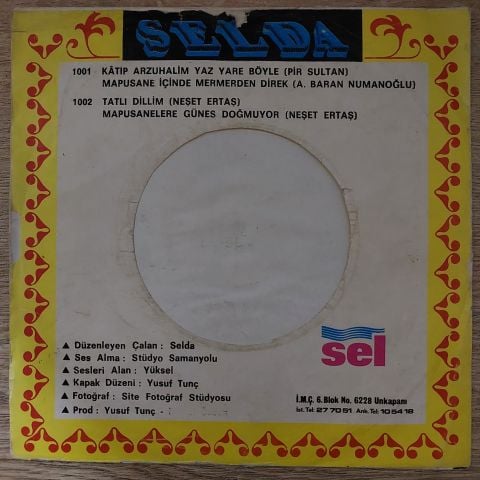 SELDA
1001 KÂTIP ARZUHALİM YAZ YARE BÖYLE (PİR SULTAN)
MAPUSANE İÇİNDE MERMERDEN DİREK (A. BARAN NUMANOĞLU)
1002 TATLI DİLLİM (NEŞET ERTAŞ)
MAPUSANELERE GÜNES DOĞMUYOR (NEŞET ERTAŞ)
▲ Düzenleyen Çalan : Selda
▲ Ses Alma : Stüdyo Samanyolu
▲ Sesleri Alan : Yüksel
▲ Kapak Düzeni : Yusuf Tunç
▲ Fotoğraf : Site Fotoğraf Stüdyosu
▲ Prod : Yusuf Tunç -
sel
İ.M.Ç. 6. Blok No. 6228 Unkapanı
İst. Tel: 27 70 91 Ank. Tel: 10 54 18